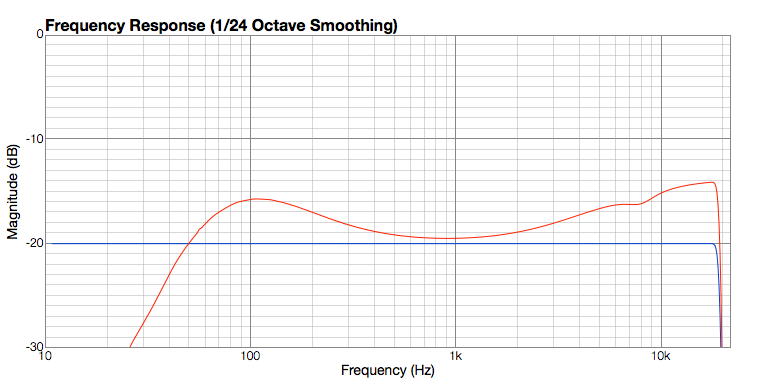 Frequency Response (1/24 Octave Smoothing)
0
-10
-20
-30
Magnitude (dB)
10 100 1k 10k
Frequency (Hz)